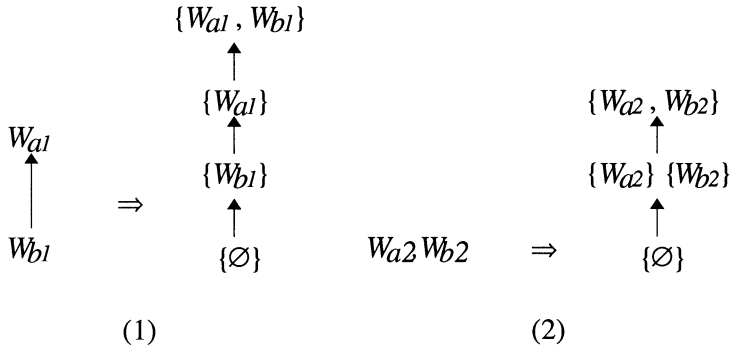 {Wa1 , Wb1}
{Wa1}
Wa1
{Wb1}
⇒
Wb1
{∅}
(1)
{Wa2 , Wb2}
{Wa2} {Wb2}
Wa2 Wb2 ⇒ {∅}
(2)